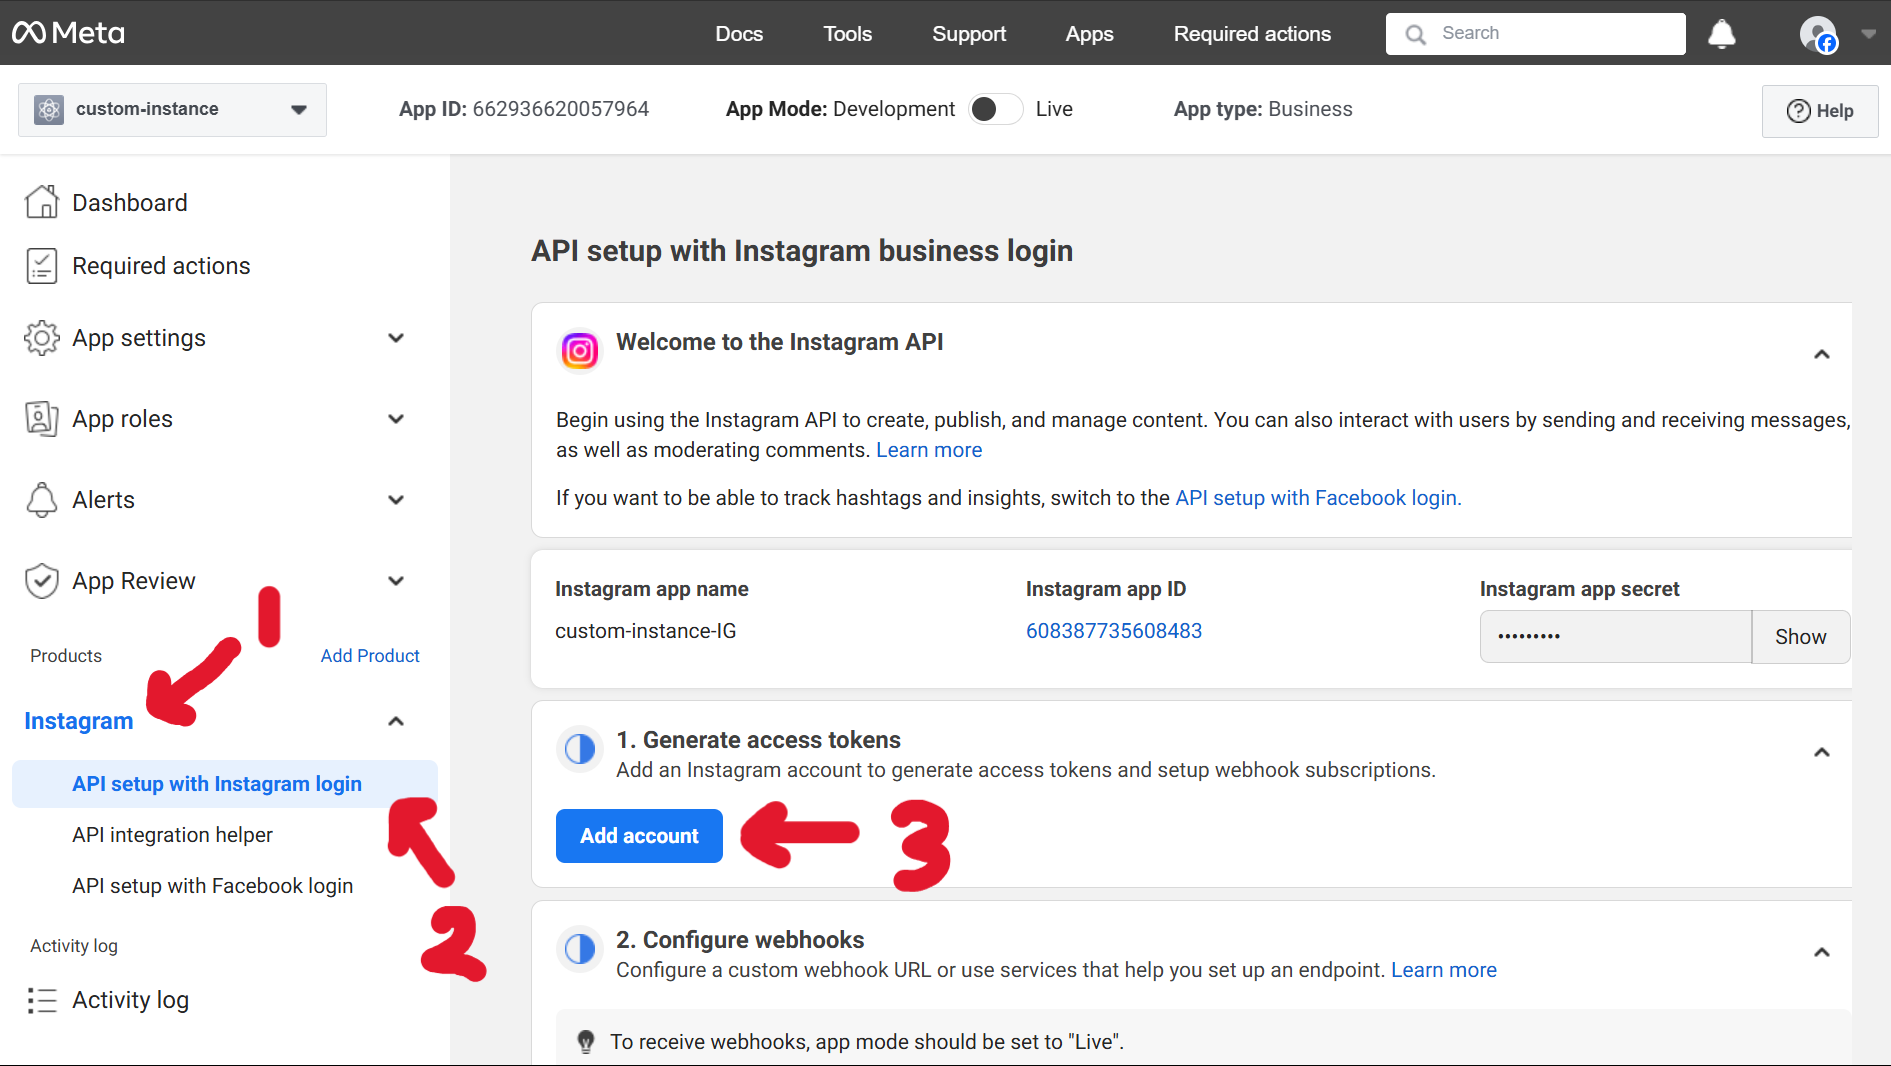 Meta
Docs
Tools
Support
Apps
Required actions
Search
custom-instance
App ID: 662936620057964
App Mode: Development
Live
App type: Business
Help
Dashboard
Required actions
App settings
App roles
Alerts
App Review
1
Products
Add Product
Instagram
API setup with Instagram login
API integration helper
API setup with Facebook login
2
Activity log
Activity log
API setup with Instagram business login
Welcome to the Instagram API
Begin using the Instagram API to create, publish, and manage content. You can also interact with users by sending and receiving messages,
as well as moderating comments. Learn more
If you want to be able to track hashtags and insights, switch to the API setup with Facebook login.
Instagram app name
custom-instance-IG
Instagram app ID
608387735608483
Instagram app secret
•••••••••
Show
1. Generate access tokens
Add an Instagram account to generate access tokens and setup webhook subscriptions.
Add account
3
2. Configure webhooks
Configure a custom webhook URL or use services that help you set up an endpoint. Learn more
To receive webhooks, app mode should be set to "Live".